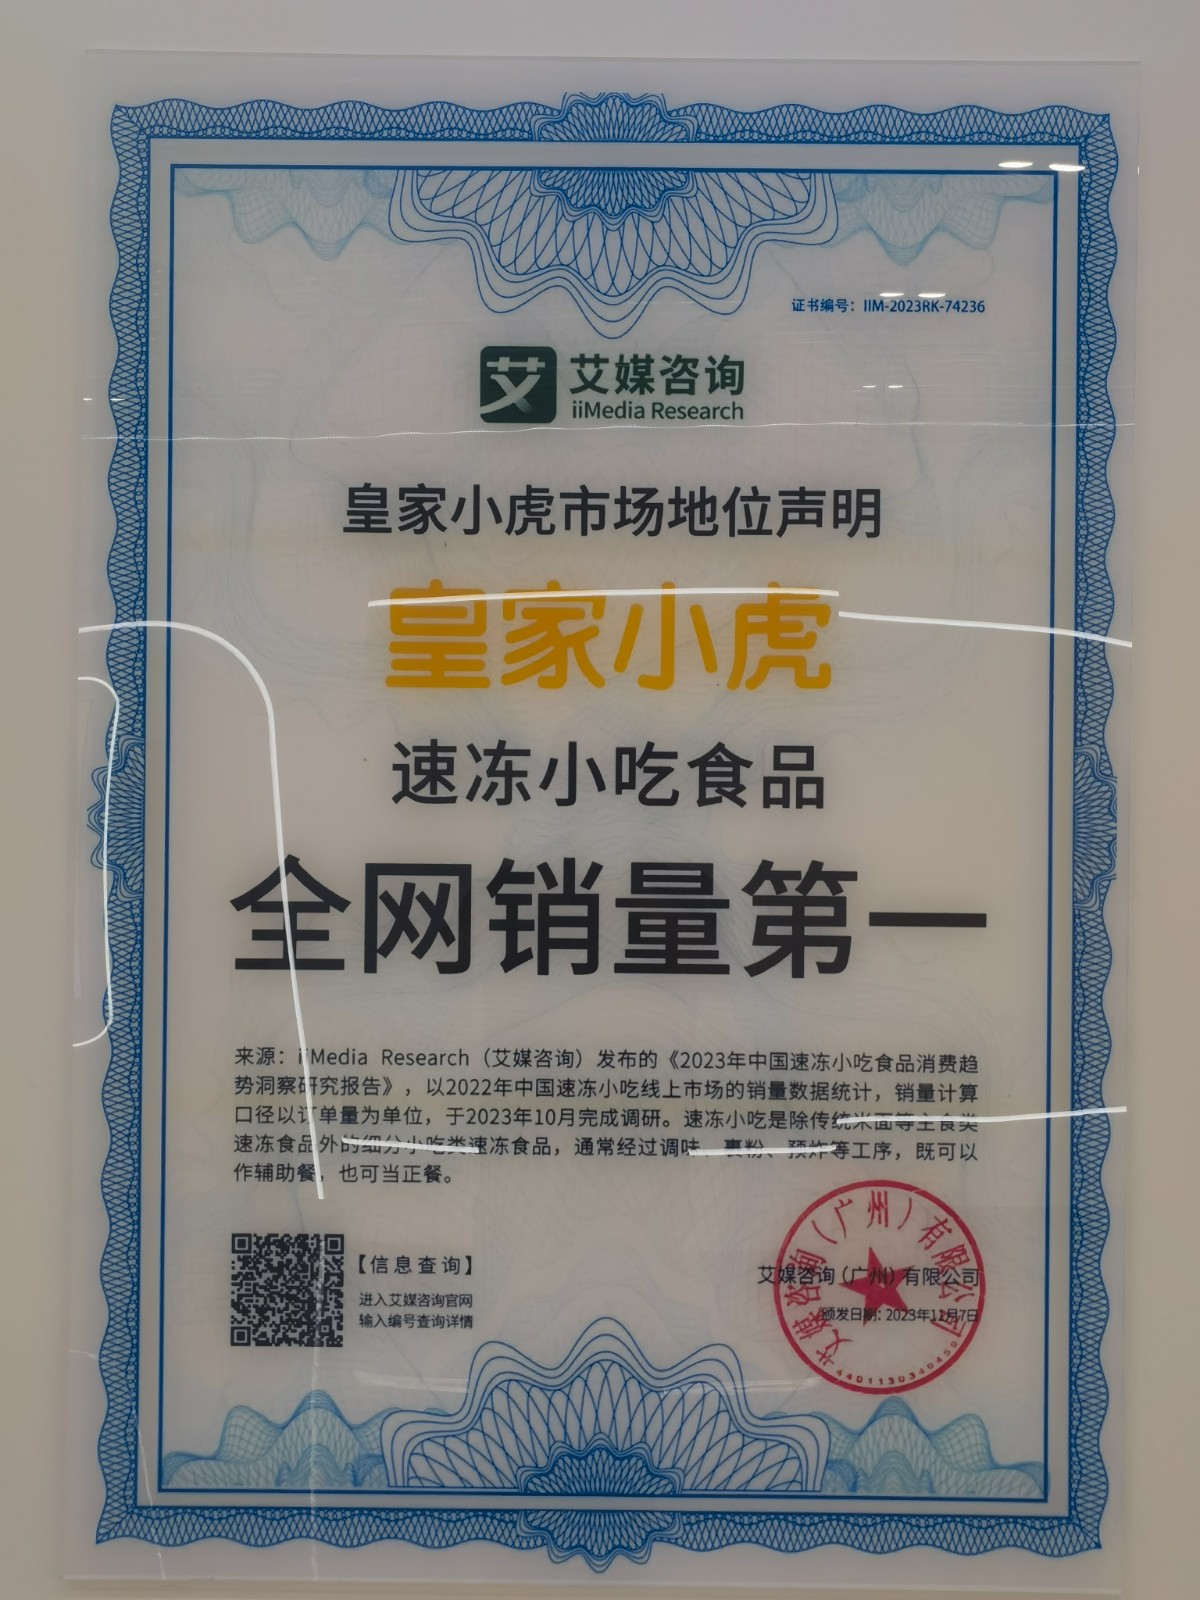 证书编号：IIM-2023RK-74236
艾 艾媒咨询
iiMedia Research
皇家小虎市场地位声明
皇家小虎
速冻小吃食品
全网销量第一
来源：iiMedia Research（艾媒咨询）发布的《2023年中国速冻小吃食品消费趋
势洞察研究报告》，以2022年中国速冻小吃线上市场的销量数据统计，销量计算
口径以订单量为单位，于2023年10月完成调研。速冻小吃是除传统米面等主食类
速冻食品外的细分小吃类速冻食品，通常经过调味、裹粉、预炸等工序，既可以
作辅助餐，也可当正餐。
【信息查询】
进入艾媒咨询官网
输入编号查询详情
艾媒咨询（广州）有限公司
颁发日期：2023年11月7日
艾媒咨询（广州）有限公司